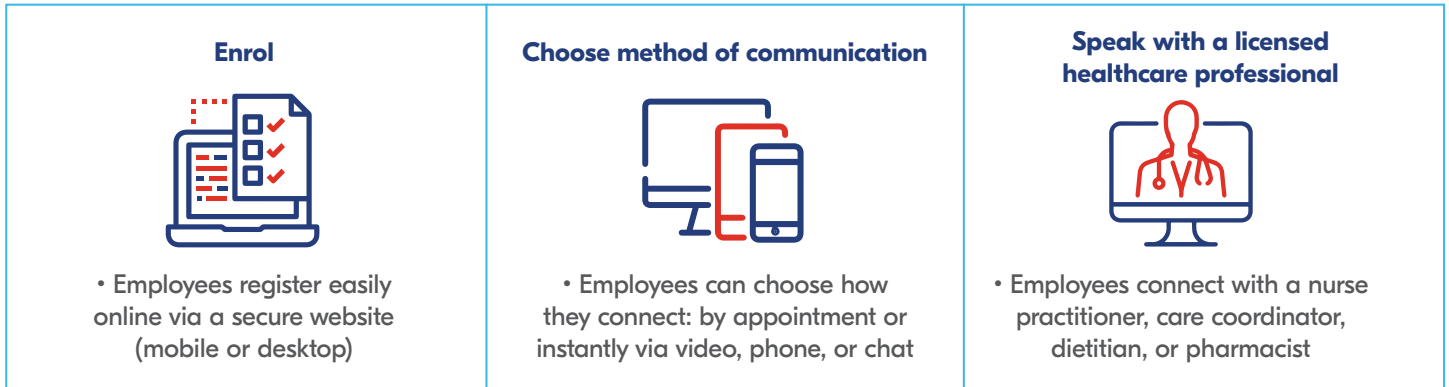 Enrol
• Employees register easily
online via a secure website
(mobile or desktop)
Choose method of communication
• Employees can choose how
they connect: by appointment or
instantly via video, phone, or chat
Speak with a licensed
healthcare professional
• Employees connect with a nurse
practitioner, care coordinator,
dietitian, or pharmacist